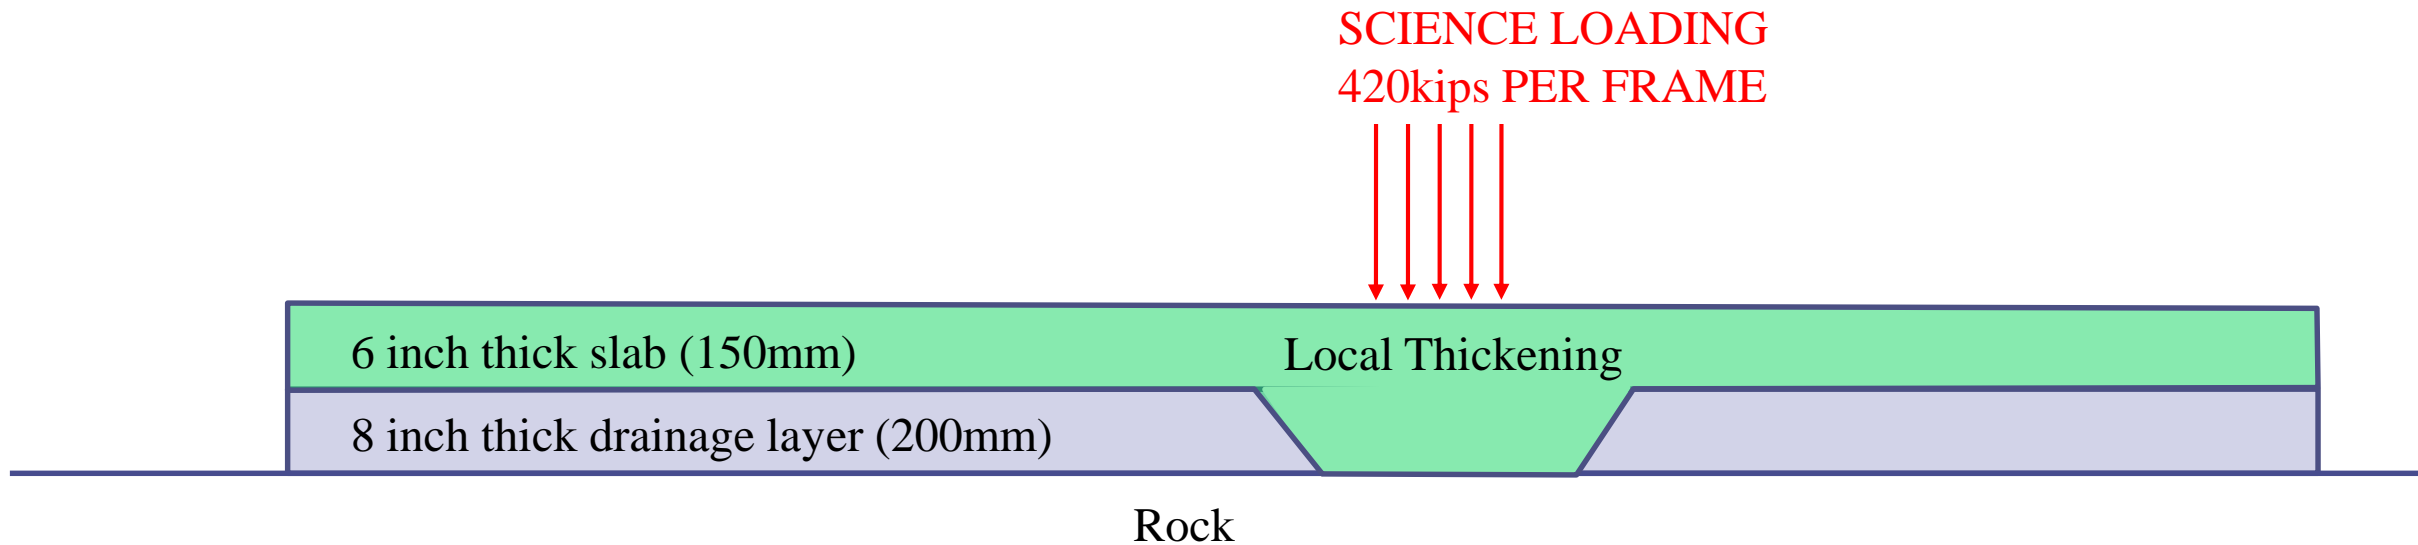 SCIENCE LOADING
420kips PER FRAME
6 inch thick slab (150mm)
Local Thickening
8 inch thick drainage layer (200mm)
Rock